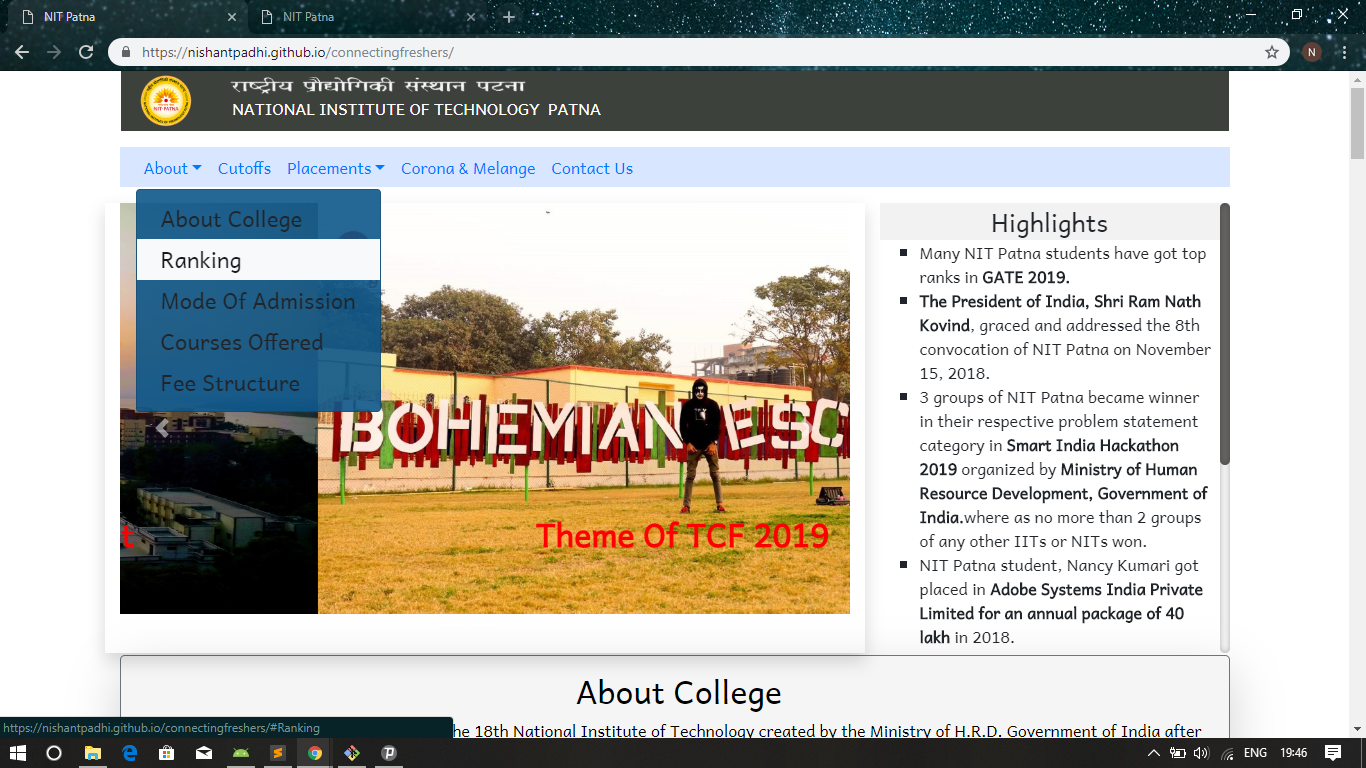 NIT Patna
NIT Patna
https://nishantpadhi.github.io/connectingfreshers/
N
राष्ट्रीय प्रौद्योगिकी संस्थान पटना
NIT-PATNA
NATIONAL INSTITUTE OF TECHNOLOGY PATNA
About
Cutoffs
Placements
Corona & Melange
Contact Us
About College
Ranking
Mode Of Admission
Courses Offered
Fee Structure
BOHEMIAN ESC
t
Theme Of TCF 2019
Highlights
Many NIT Patna students have got top
ranks in GATE 2019.
The President of India, Shri Ram Nath
Kovind, graced and addressed the 8th
convocation of NIT Patna on November
15, 2018.
3 groups of NIT Patna became winner
in their respective problem statement
category in Smart India Hackathon
2019 organized by Ministry of Human
Resource Development, Government of
India.where as no more than 2 groups
of any other IITs or NITs won.
NIT Patna student, Nancy Kumari got
placed in Adobe Systems India Private
Limited for an annual package of 40
lakh in 2018.
About College
he 18th National Institute of Technology created by the Ministry of H.R.D. Government of India after
https://nishantpadhi.github.io/connectingfreshers/#Ranking
ENG
19:46